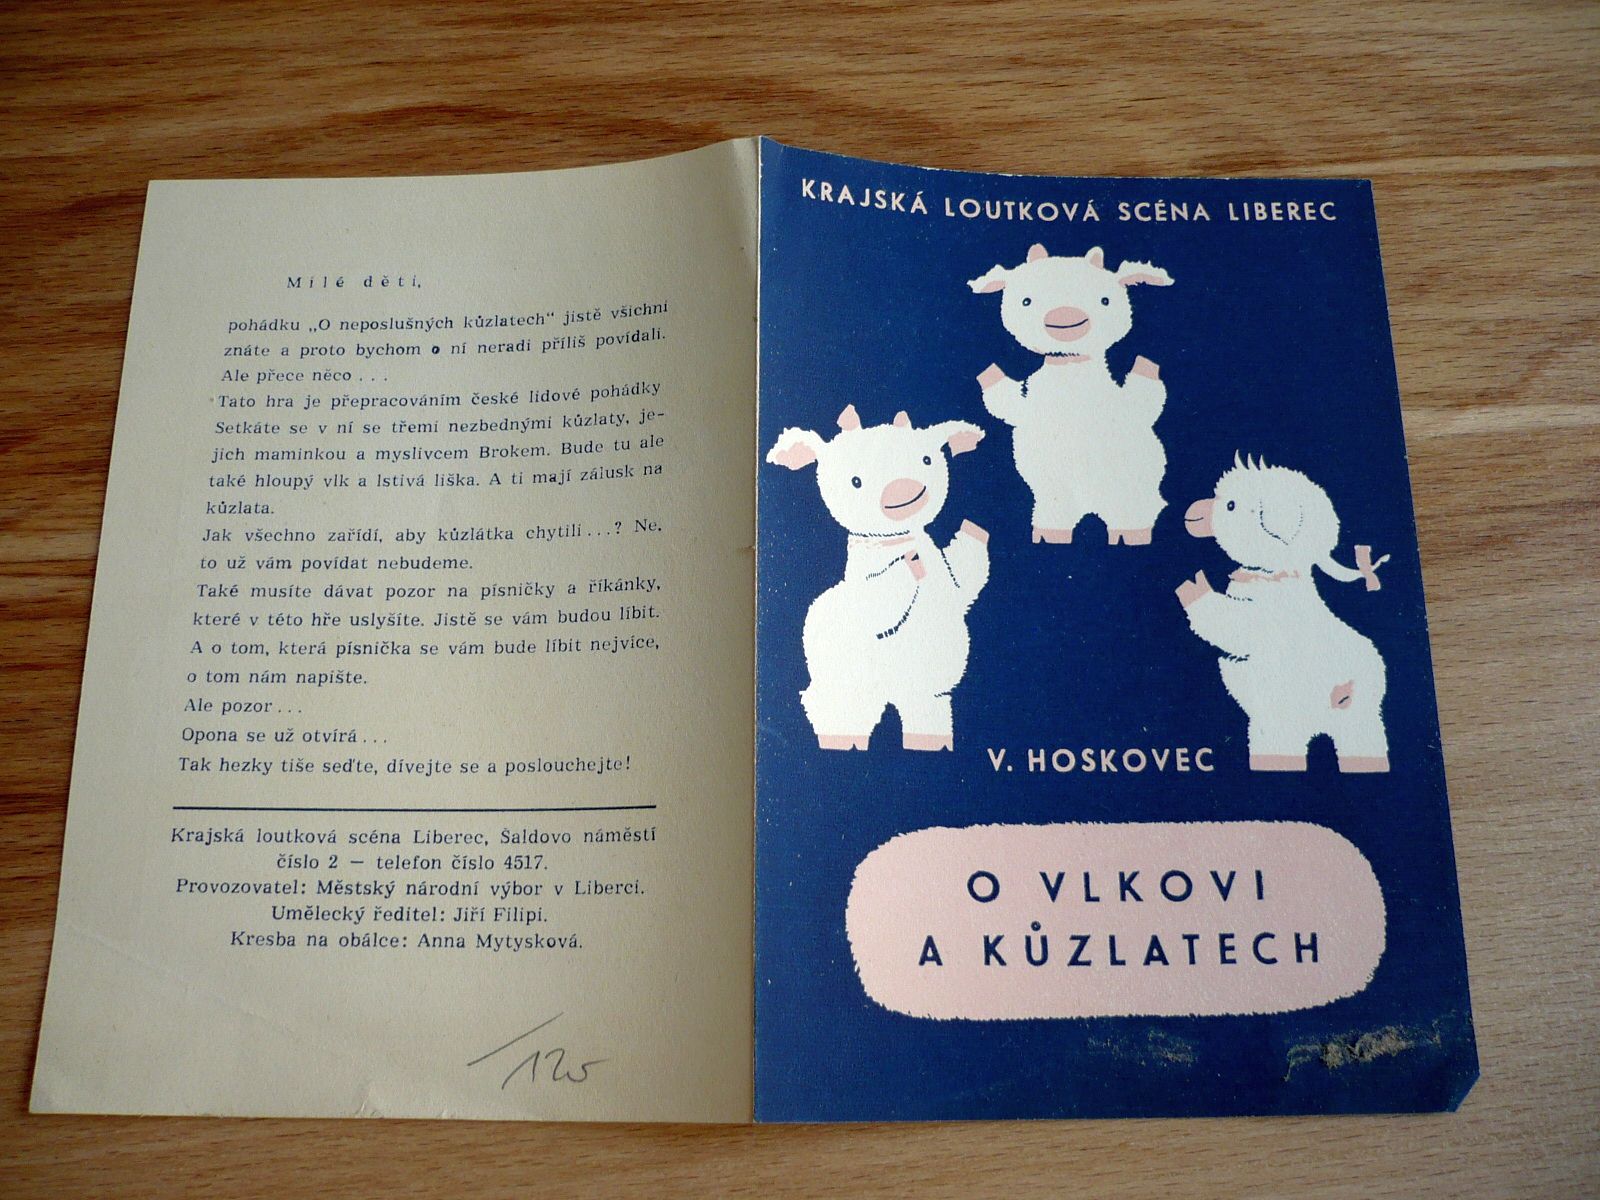 Milé děti,
pohádku „O neposlušných kůzlatech“ jistě všichni
znáte a proto bychom o ní neradi příliš povídali.
Ale přece něco . . .
Tato hra je přepracováním české lidové pohádky
Setkáte se v ní se třemi nezbednými kůzlaty, je-
jich maminkou a myslivcem Brokem. Bude tu ale
také hloupý vlk a lstivá liška. A ti mají zálusk na
kůzlata.
Jak všechno zařídí, aby kůzlátka chytili . . . ? Ne,
to už vám povídat nebudeme.
Také musíte dávat pozor na písničky a říkánky,
které v této hře uslyšíte. Jistě se vám budou líbit.
A o tom, která písnička se vám bude líbit nejvíce,
o tom nám napište.
Ale pozor . . .
Opona se už otvírá . . .
Tak hezky tiše seďte, dívejte se a poslouchejte!
Krajská loutková scéna Liberec, Šaldovo náměstí
číslo 2 — telefon číslo 4517.
Provozovatel: Městský národní výbor v Liberci.
Umělecký ředitel: Jiří Filipi.
Kresba na obálce: Anna Mytysková.
KRAJSKÁ LOUTKOVÁ SCÉNA LIBEREC
V. HOSKOVEC
O VLKOVI
A KŮZLATECH